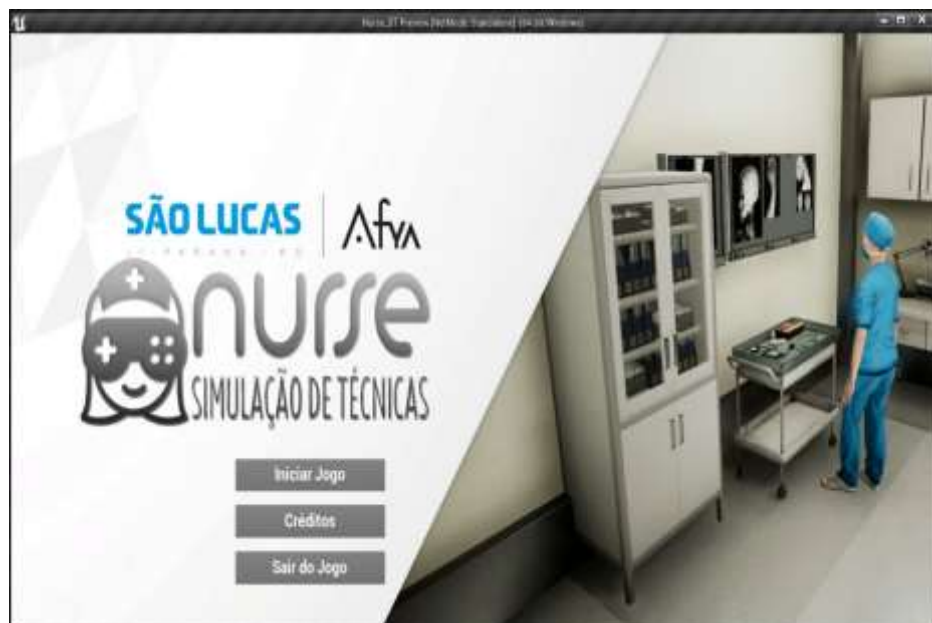 SÃO LUCAS
Afya
nurse
SIMULAÇÃO DE TÉCNICAS
Iniciar Jogo
Créditos
Sair do Jogo